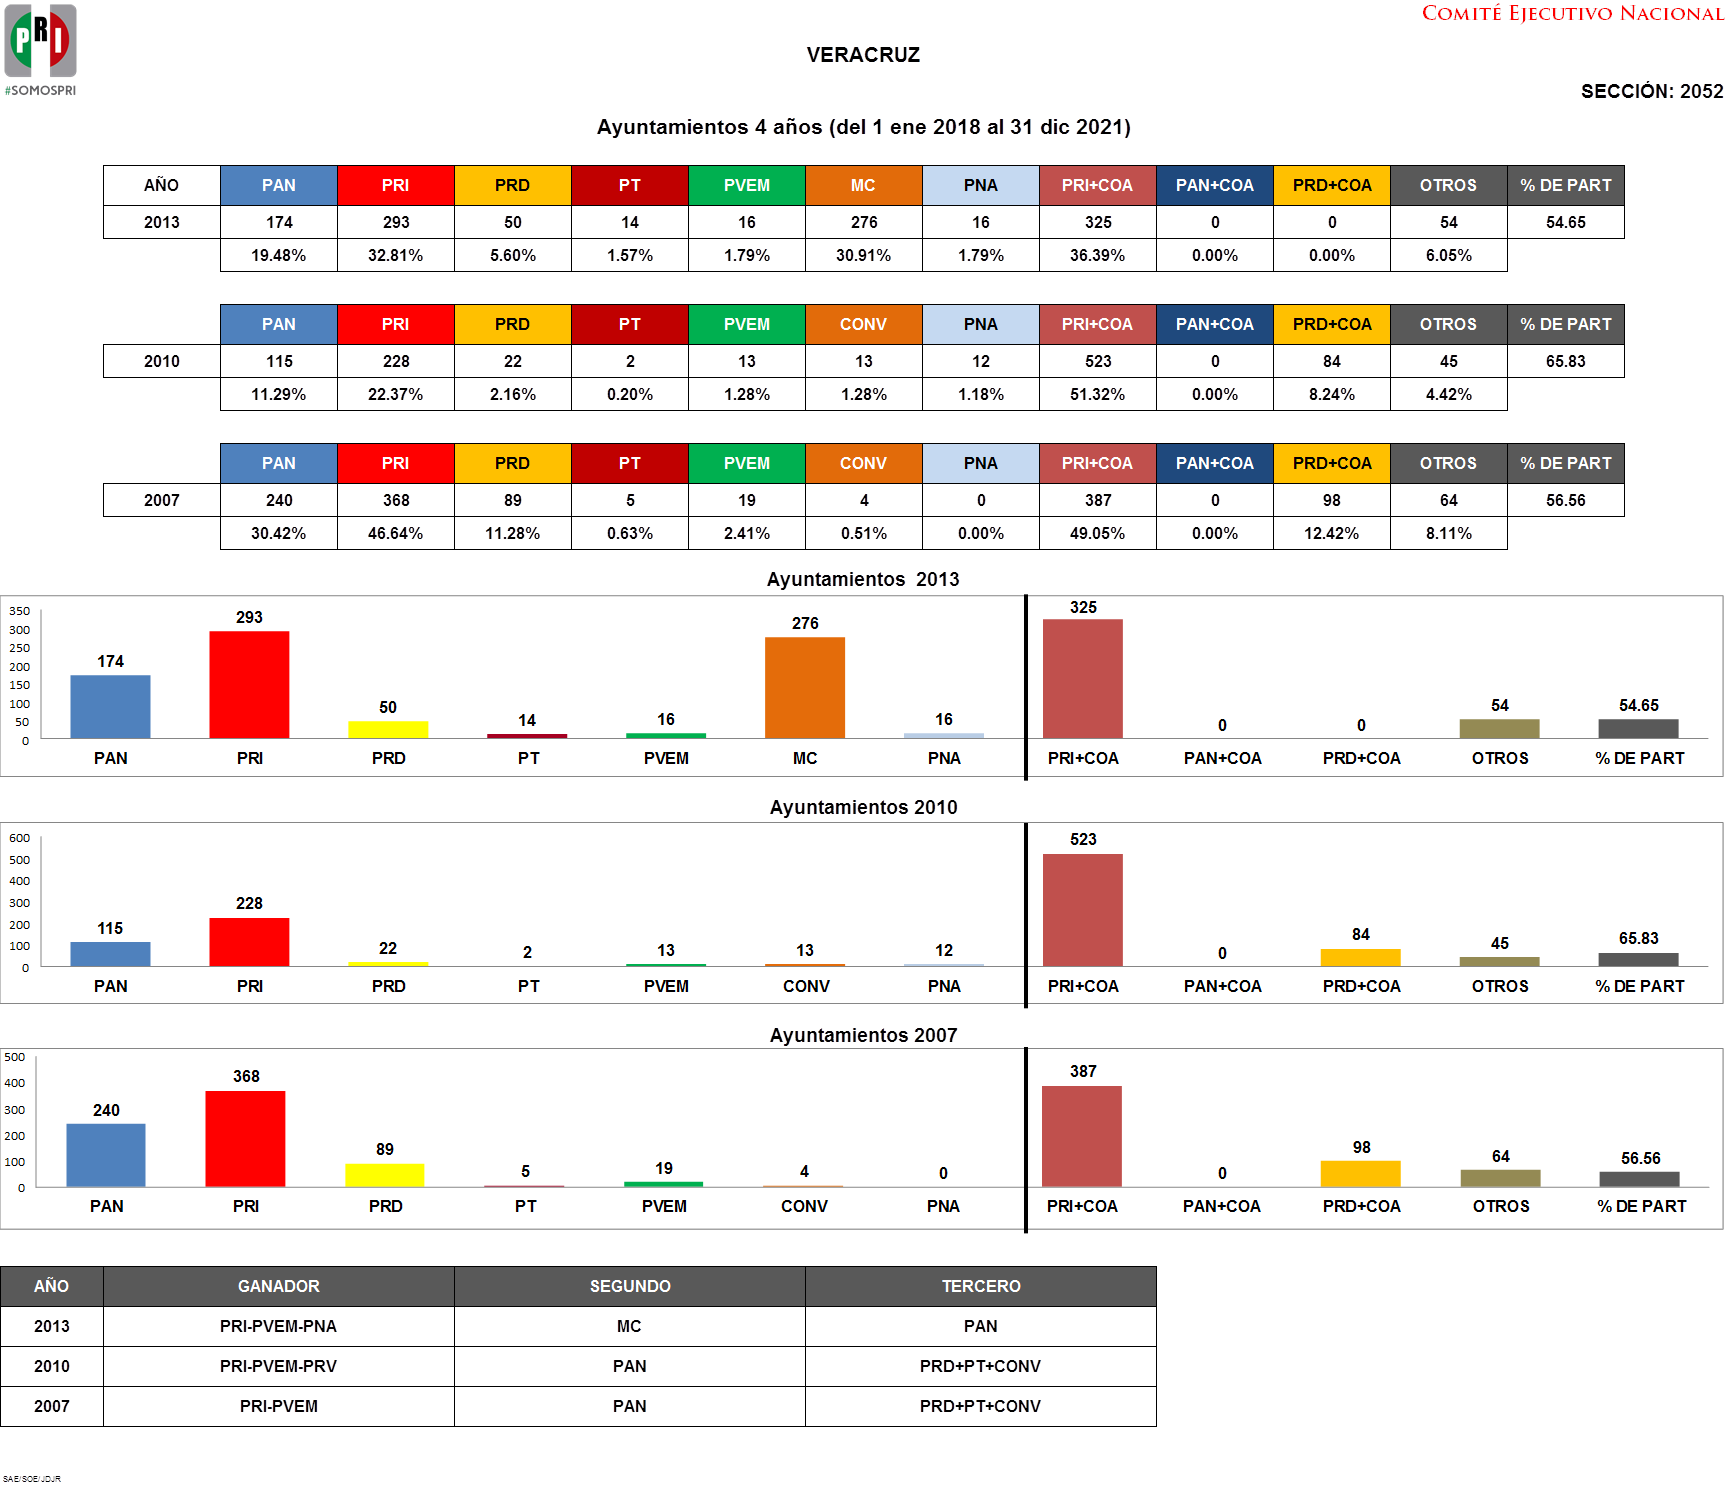 PRI
#SOMOSPRI
COMITÉ EJECUTIVO NACIONAL
VERACRUZ
SECCIÓN: 2052
Ayuntamientos 4 años (del 1 ene 2018 al 31 dic 2021)
AÑO PAN PRI PRD PT PVEM MC PNA PRI+COA PAN+COA PRD+COA OTROS % DE PART
2013 174 293 50 14 16 276 16 325 0 0 54 54.65
19.48% 32.81% 5.60% 1.57% 1.79% 30.91% 1.79% 36.39% 0.00% 0.00% 6.05%
PAN PRI PRD PT PVEM CONV PNA PRI+COA PAN+COA PRD+COA OTROS % DE PART
2010 115 228 22 2 13 13 12 523 0 84 45 65.83
11.29% 22.37% 2.16% 0.20% 1.28% 1.28% 1.18% 51.32% 0.00% 8.24% 4.42%
PAN PRI PRD PT PVEM CONV PNA PRI+COA PAN+COA PRD+COA OTROS % DE PART
2007 240 368 89 5 19 4 0 387 0 98 64 56.56
30.42% 46.64% 11.28% 0.63% 2.41% 0.51% 0.00% 49.05% 0.00% 12.42% 8.11%
Ayuntamientos 2013
350
300
250
200
150
100
50
0
174 293 50 14 16 276 16 325 0 0 54 54.65
PAN PRI PRD PT PVEM MC PNA PRI+COA PAN+COA PRD+COA OTROS % DE PART
Ayuntamientos 2010
600
500
400
300
200
100
0
115 228 22 2 13 13 12 523 0 84 45 65.83
PAN PRI PRD PT PVEM CONV PNA PRI+COA PAN+COA PRD+COA OTROS % DE PART
Ayuntamientos 2007
500
400
300
200
100
0
240 368 89 5 19 4 0 387 0 98 64 56.56
PAN PRI PRD PT PVEM CONV PNA PRI+COA PAN+COA PRD+COA OTROS % DE PART
AÑO GANADOR SEGUNDO TERCERO
2013 PRI-PVEM-PNA MC PAN
2010 PRI-PVEM-PRV PAN PRD+PT+CONV
2007 PRI-PVEM PAN PRD+PT+CONV
SAE/SOE/JDJR